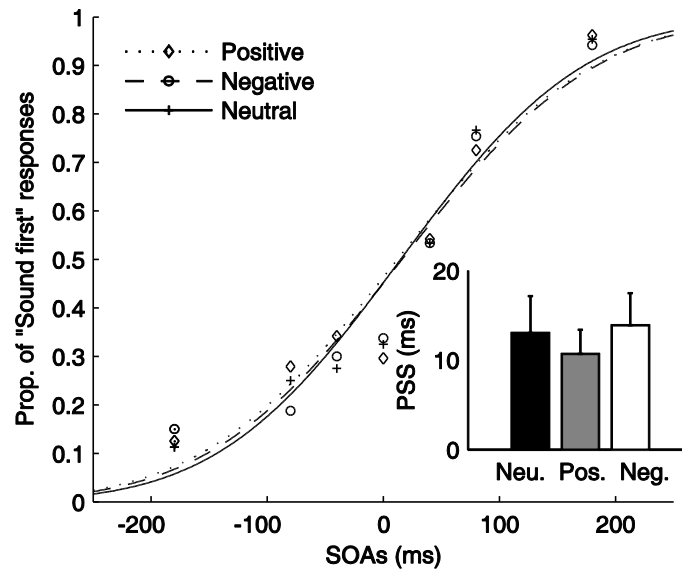 1
0.9
0.8
0.7
0.6
0.5
0.4
0.3
0.2
0.1
0
Prop. of "Sound first" responses
Positive
Negative
Neutral
20
10
0
PSS (ms)
Neu. Pos. Neg.
-200 -100 0 100 200
SOAs (ms)